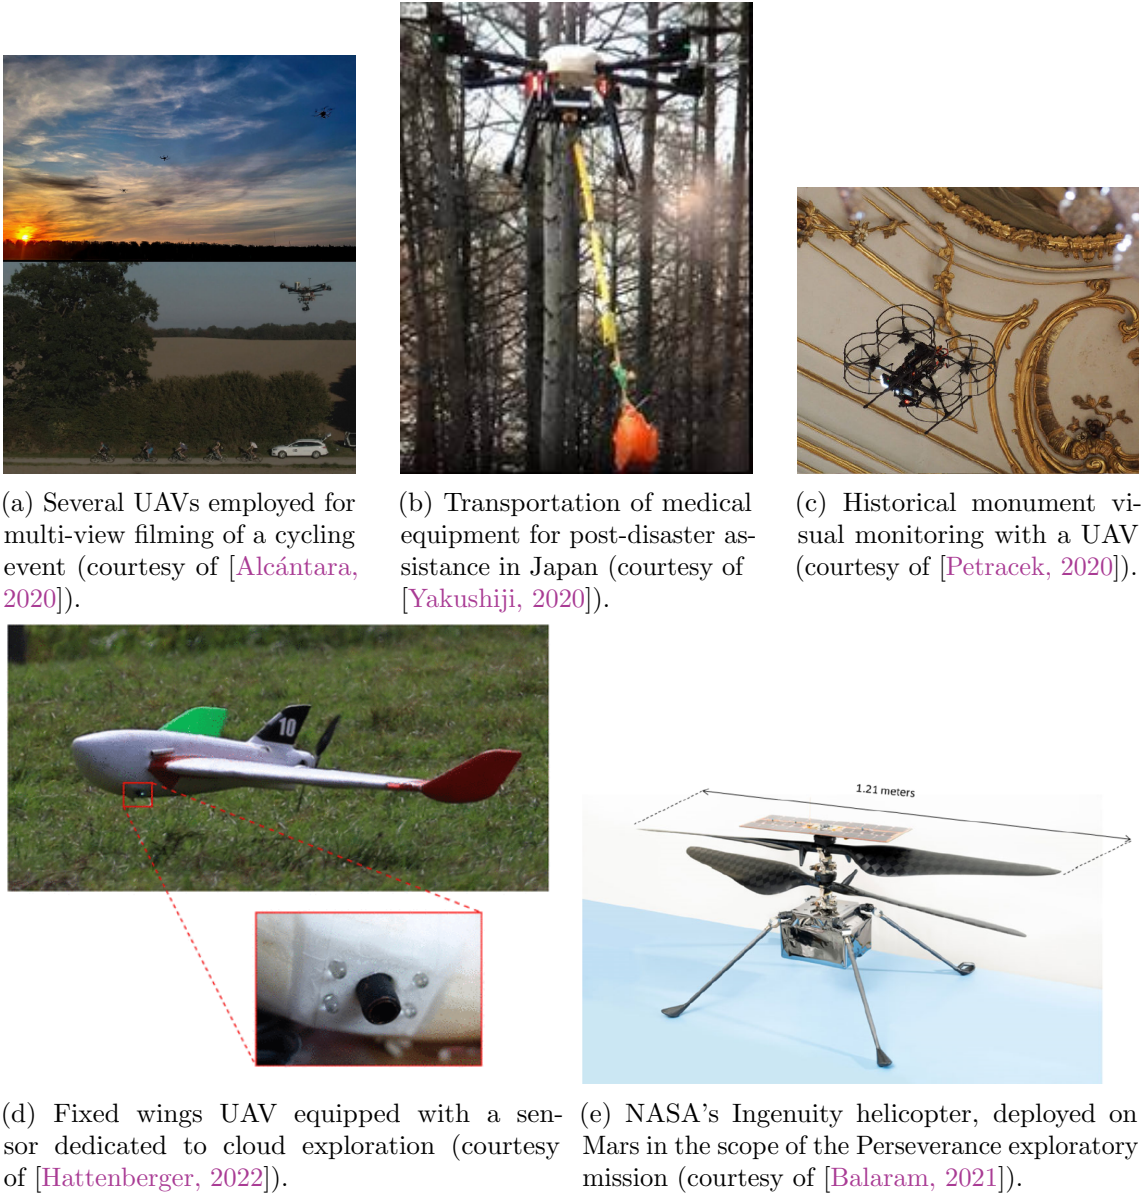 (a) Several UAVs employed for
multi-view filming of a cycling
event (courtesy of [Alcántara,
2020]).
(b) Transportation of medical
equipment for post-disaster as-
sistance in Japan (courtesy of
[Yakushiji, 2020]).
(c) Historical monument vi-
sual monitoring with a UAV
(courtesy of [Petracek, 2020]).
10
1.21 meters
(d) Fixed wings UAV equipped with a sen-
sor dedicated to cloud exploration (courtesy
of [Hattenberger, 2022]).
(e) NASA's Ingenuity helicopter, deployed on
Mars in the scope of the Perseverance exploratory
mission (courtesy of [Balaram, 2021]).